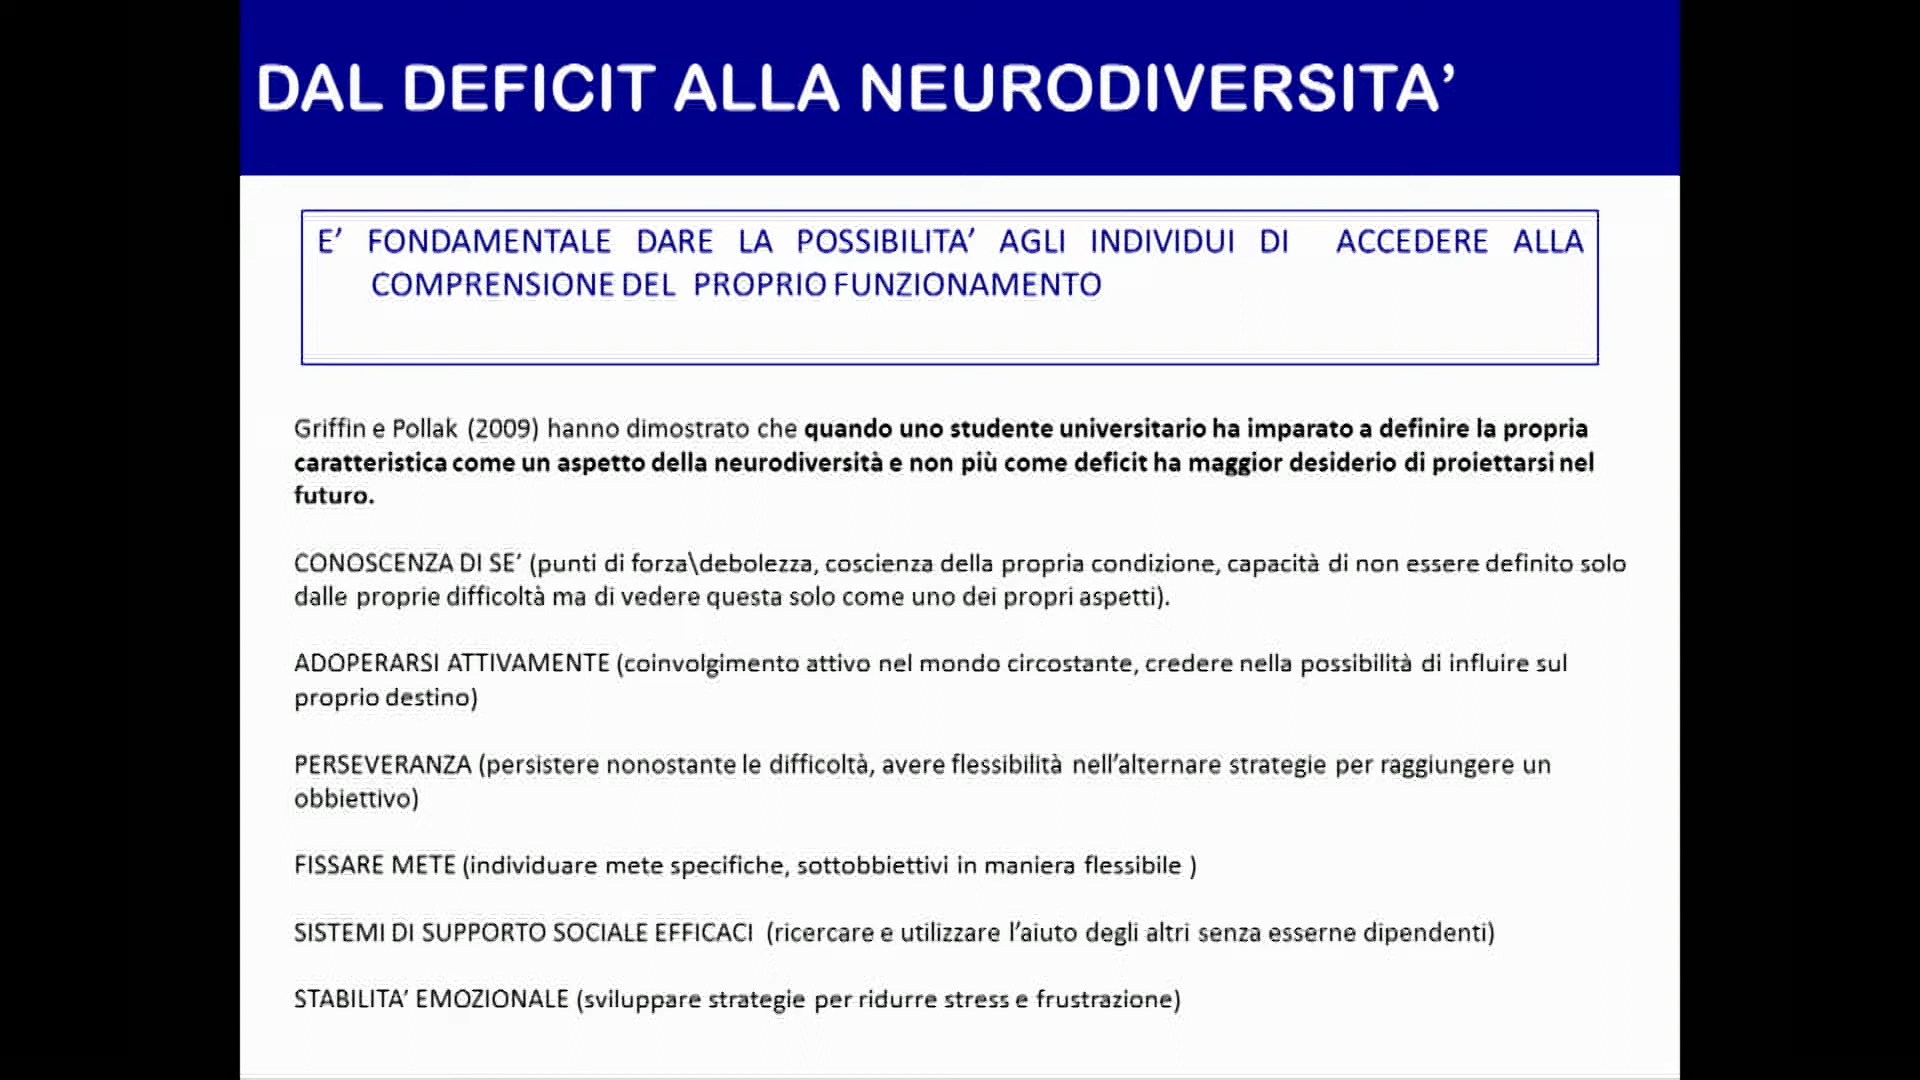 DAL DEFICIT ALLA NEURODIVERSITA’
E’ FONDAMENTALE DARE LA POSSIBILITA’ AGLI INDIVIDUI DI ACCEDERE ALLA
COMPRENSIONE DEL PROPRIO FUNZIONAMENTO
Griffin e Pollak (2009) hanno dimostrato che quando uno studente universitario ha imparato a definire la propria
caratteristica come un aspetto della neurodiversità e non più come deficit ha maggior desiderio di proiettarsi nel
futuro.
CONOSCENZA DI SE’ (punti di forza\debolezza, coscienza della propria condizione, capacità di non essere definito solo
dalle proprie difficoltà ma di vedere questa solo come uno dei propri aspetti).
ADOPERARSI ATTIVAMENTE (coinvolgimento attivo nel mondo circostante, credere nella possibilità di influire sul
proprio destino)
PERSEVERANZA (persistere nonostante le difficoltà, avere flessibilità nell’alternare strategie per raggiungere un
obbiettivo)
FISSARE METE (individuare mete specifiche, sottobbiettivi in maniera flessibile )
SISTEMI DI SUPPORTO SOCIALE EFFICACI (ricercare e utilizzare l’aiuto degli altri senza esserne dipendenti)
STABILITA’ EMOZIONALE (sviluppare strategie per ridurre stress e frustrazione)